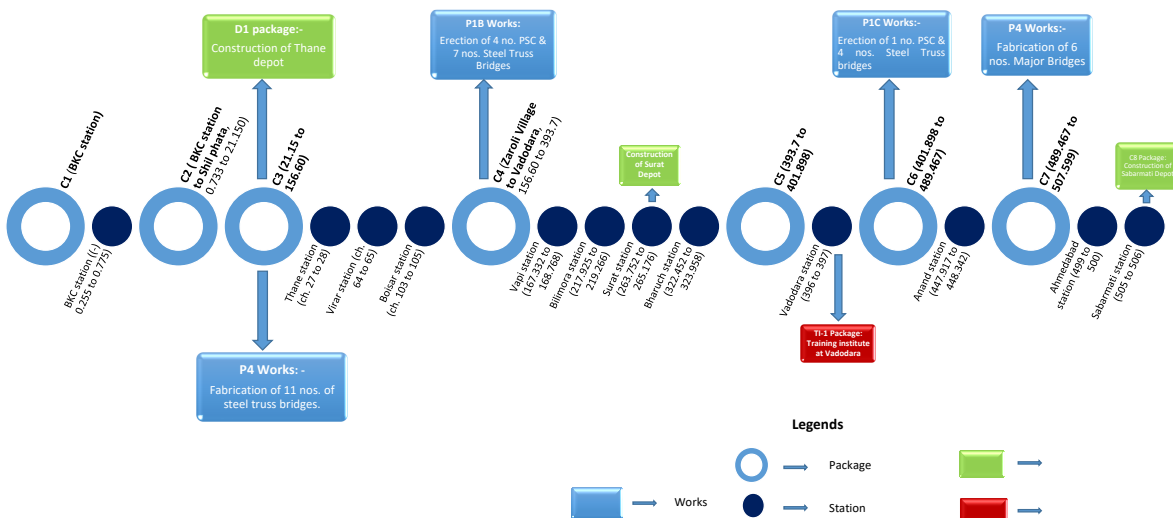 D1 package:-
Construction of Thane
depot
P1B Works:-
Erection of 4 no. PSC &
7 nos. Steel Truss
Bridges
P1C Works:-
Erection of 1 no. PSC &
4 nos. Steel Truss
bridges
P4 Works:-
Fabrication of 6
nos. Major Bridges
Construction
of Surat
Depot
C8 Package:
Construction of
Sabarmati Depot
C1 (BKC station)
BKC station ((-)
0.255 to 0.775)
C2 ( BKC station
to Shil phata,
0.733 to 21.150)
C3 (21.15 to
156.60)
Thane station
(ch. 27 to 28)
Virar station (ch.
64 to 65)
Boisar station
(ch. 103 to 105)
C4 (Zaroli Village
to Vadodara,
156.60 to 393.7)
Vapi station
(167.332 to
168.768)
Bilimora station
(217.925 to
219.266)
Surat station
(263.752 to
265.176)
Bharuch station
(322.452 to
323.958)
C5 (393.7 to
401.898)
Vadodara station
(396 to 397)
C6 (401.898 to
489.467)
Anand station
(447.917 to
448.342)
C7 (489.467 to
507.599)
Ahmedabad
station (499 to
500)
Sabarmati station
(505 to 506)
TI-1 Package:
Training institute
at Vadodara
P4 Works: -
Fabrication of 11 nos. of
steel truss bridges.
Legends
Package
Works
Station